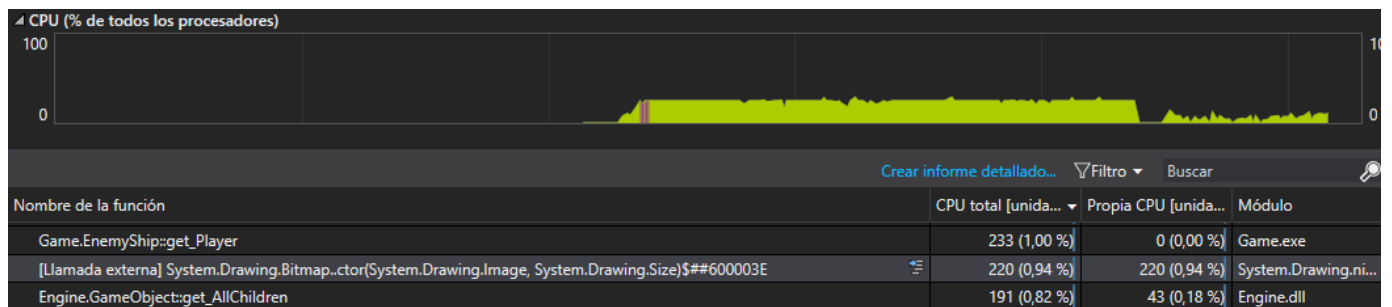 CPU (% de todos los procesadores)
100 10
0 0
Crear informe detallado... Filtro Buscar
Nombre de la función CPU total [unida... Propia CPU [unida... Módulo
Game.EnemyShip::get_Player 233 (1,00 %) 0 (0,00 %) Game.exe
[Llamada externa] System.Drawing.Bitmap..ctor(System.Drawing.Image, System.Drawing.Size)$##600003E 220 (0,94 %) 220 (0,94 %) System.Drawing.ni...
Engine.GameObject::get_AllChildren 191 (0,82 %) 43 (0,18 %) Engine.dll